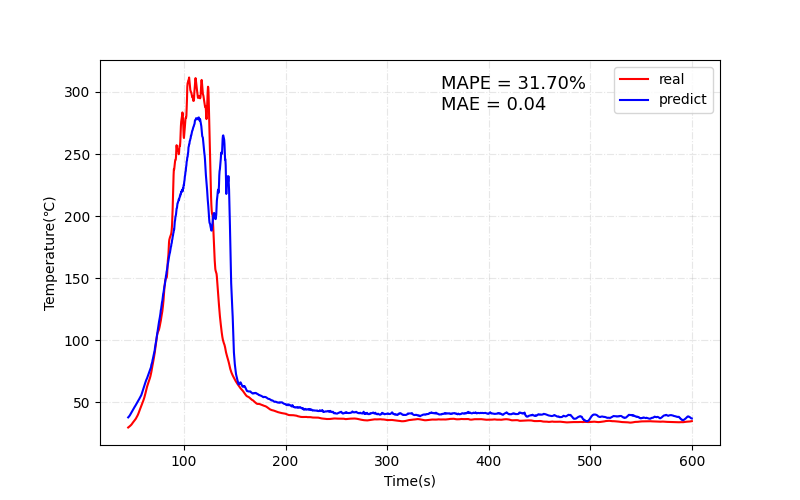 MAPE = 31.70%
MAE = 0.04
real
predict
Temperature(℃)
300
250
200
150
100
50
100
200
300
400
500
600
Time(s)